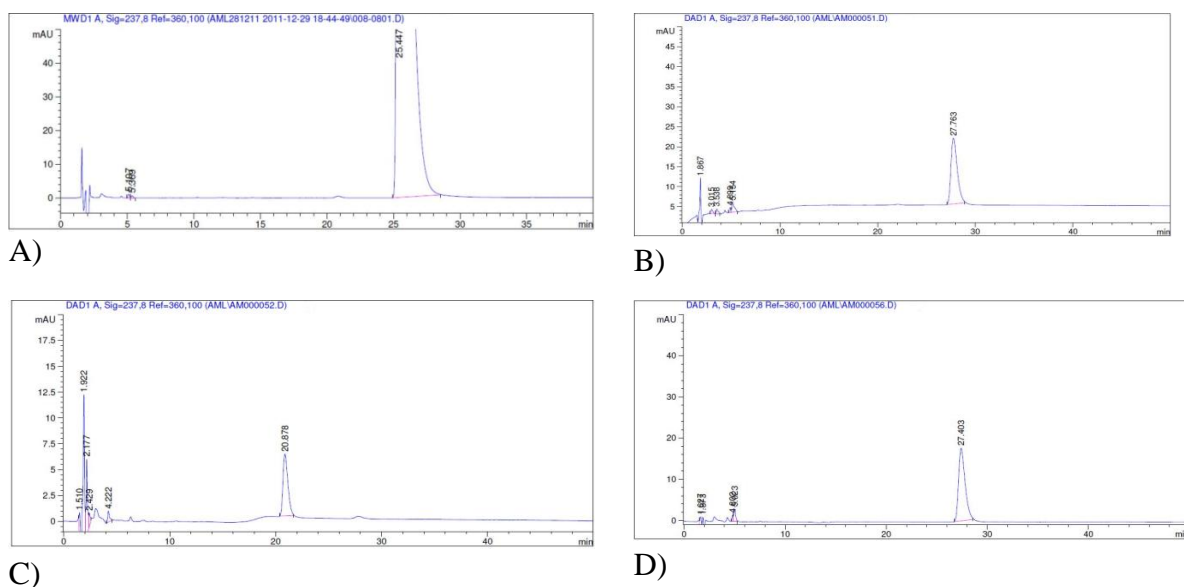 MWD1 A, Sig=237,8 Ref=360,100 (AML281211 2011-12-29 18-44-49\008-0801.D)
mAU
40
30
20
10
0
25.447
5.369
0 5 10 15 20 25 30 35 min
A)
DAD1 A, Sig=237,8 Ref=360,100 (AML\AM000051.D)
mAU
45
40
35
30
25
20
15
10
5
1.867
3.015
3.538
5.164
27.763
0 20 40 min
B)
DAD1 A, Sig=237,8 Ref=360,100 (AML\AM000052.D)
mAU
17.5
15
12.5
10
7.5
5
2.5
0
1.510
1.922
2.177
2.429
4.222
20.878
0 20 40 min
C)
DAD1 A, Sig=237,8 Ref=360,100 (AML\AM000056.D)
mAU
40
30
20
10
0
27.403
0 10 20 30 40 min
D)